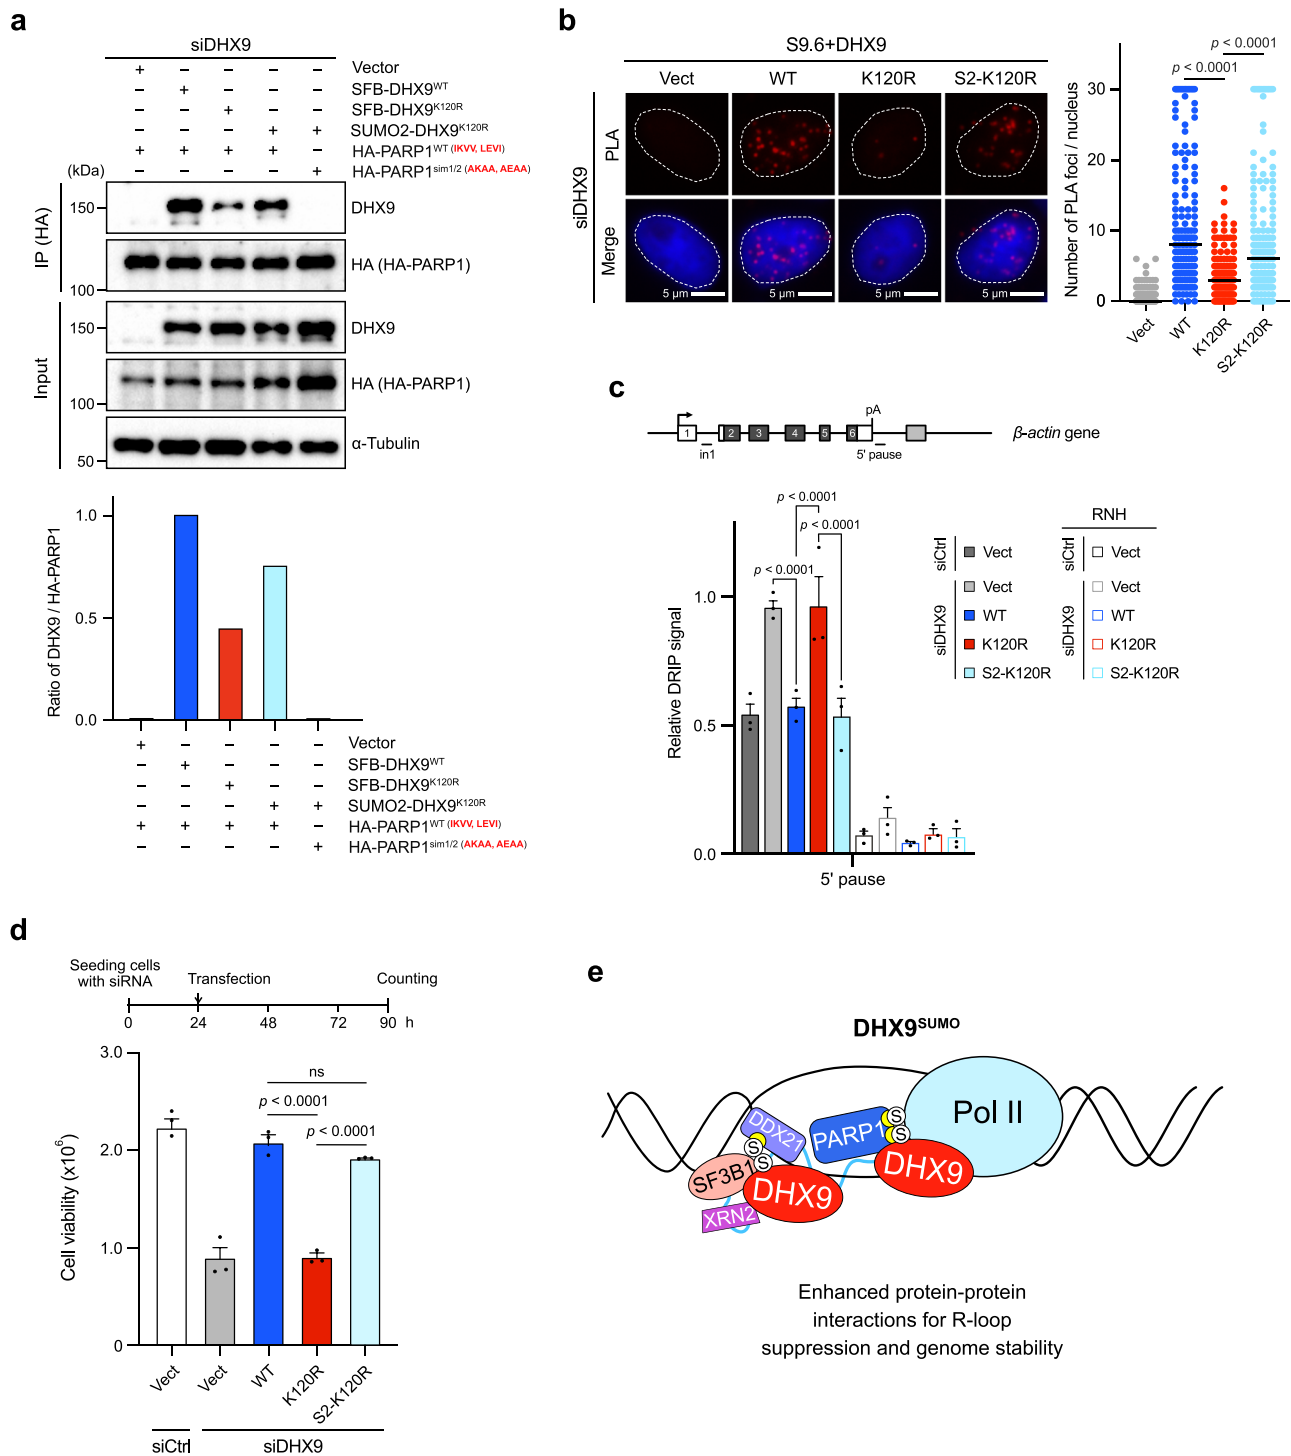 a
siDHX9
+ – – – – Vector
– + – – – SFB-DHX9WT
– – + – – SFB-DHX9K120R
– – – + + SUMO2-DHX9K120R
+ + + + – HA-PARP1WT (IKVV, LEVI)
– – – – + HA-PARP1sim1/2 (AKAA, AEAA)
(kDa)
IP (HA)
150
DHX9
HA (HA-PARP1)
100
Input
150
DHX9
HA (HA-PARP1)
100
α-Tubulin
50
Ratio of DHX9 / HA-PARP1
1.0
0.5
0.0
+ – – – – Vector
– + – – – SFB-DHX9WT
– – + – – SFB-DHX9K120R
– – – + + SUMO2-DHX9K120R
+ + + + – HA-PARP1WT (IKVV, LEVI)
– – – – + HA-PARP1sim1/2 (AKAA, AEAA)
b
S9.6+DHX9
Vect WT K120R S2-K120R
siDHX9
PLA
Merge
5 μm 5 μm 5 μm 5 μm
Number of PLA foci / nucleus
p < 0.0001
p < 0.0001
30
20
10
0
Vect WT K120R S2-K120R
c
pA
1 2 3 4 5 6
in1 5' pause
β-actin gene
p < 0.0001
p < 0.0001
p < 0.0001
Relative DRIP signal
1.0
0.5
0.0
5' pause
RNH
siCtrl Vect siCtrl Vect
siDHX9 Vect siDHX9 Vect
WT WT
K120R K120R
S2-K120R S2-K120R
d
Seeding cells
with siRNA
Transfection
Counting
0 24 48 72 90 h
Cell viability (x10⁶)
3.0
2.0
1.0
0
ns
p < 0.0001
p < 0.0001
Vect Vect WT K120R S2-K120R
siCtrl siDHX9
e
DHX9SUMO
Pol II
DDX21
PARP1
S
S
S
S
SF3B1
DHX9
DHX9
XRN2
Enhanced protein-protein
interactions for R-loop
suppression and genome stability